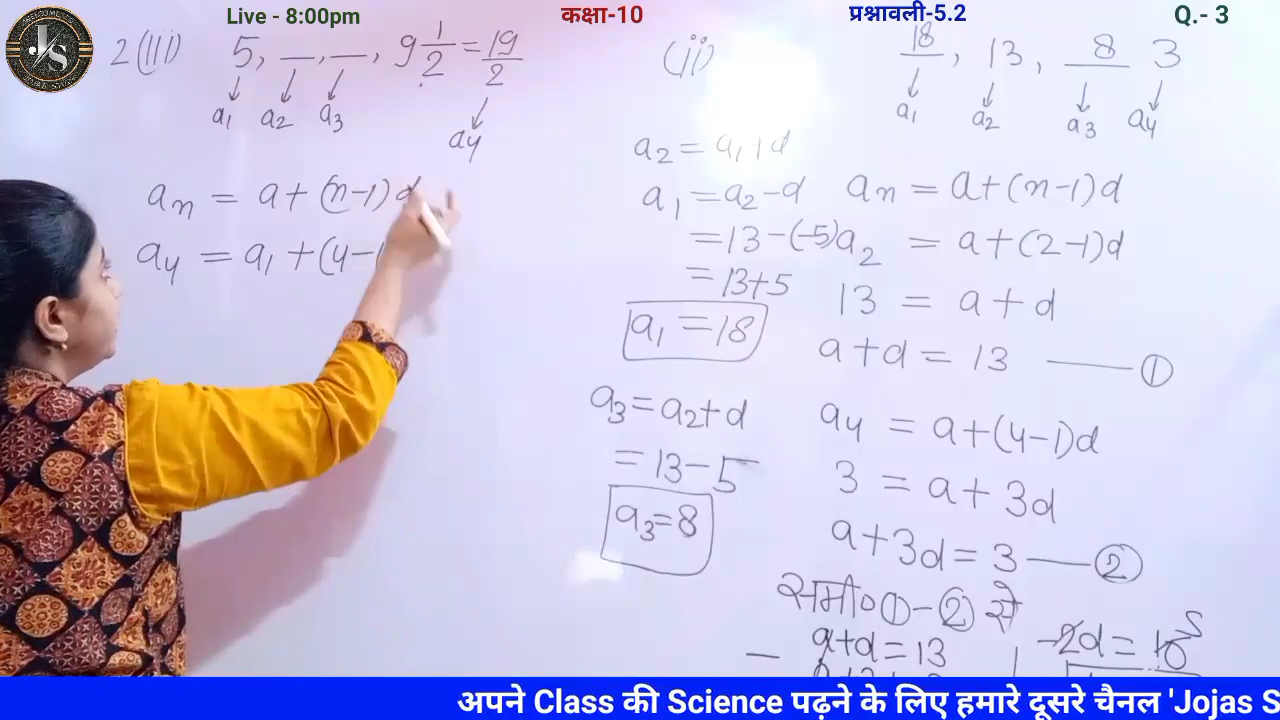 Live - 8:00pm कक्षा-10 प्रश्नावली-5.2 Q.- 3
2(iii) 5, __, __, 9 1/2 = 19/2
a1 a2 a3 a4
an = a + (n-1)d
a4 = a1 + (4-1
(ii) 18, 13, 8 3
a1 a2 a3 a4
a2 = a1+d
a1 = a2-d
= 13-(-5)
= 13+5
a1 = 18
a3 = a2+d
= 13-5
a3=8
an = a+(n-1)d
a2 = a+(2-1)d
13 = a+d
a+d = 13 —— 1
a4 = a+(4-1)d
3 = a+3d
a+3d=3 —— 2
समी० 1 - 2 से
a+d=13
-2d = 10 5
अपने Class की Science पढ़ने के लिए हमारे दूसरे चैनल 'Jojas S